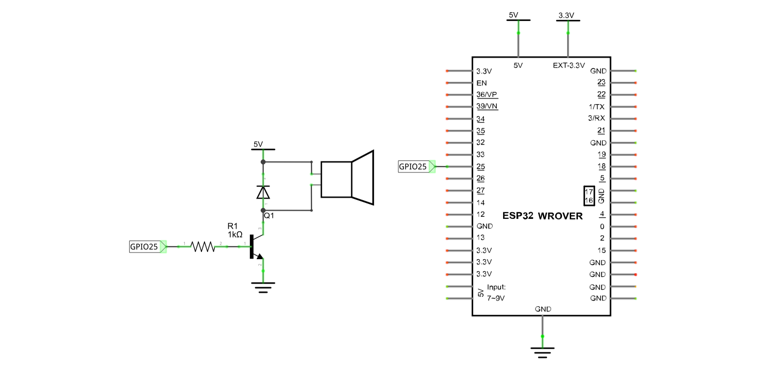 5V
3.3V
5V
EXT-3.3V
3.3V
GND
EN
23
36/VP
22
39/VN
1/TX
34
3/RX
35
21
32
GND
33
19
GPIO25
25
18
26
5
27
17
GND
14
16
12
4
ESP32 WROVER
GND
0
13
2
3.3V
15
3.3V
GND
3.3V
GND
5V
Input:
GND
7~9V
GND
GND
5V
Q1
R1
1kΩ
GPIO25